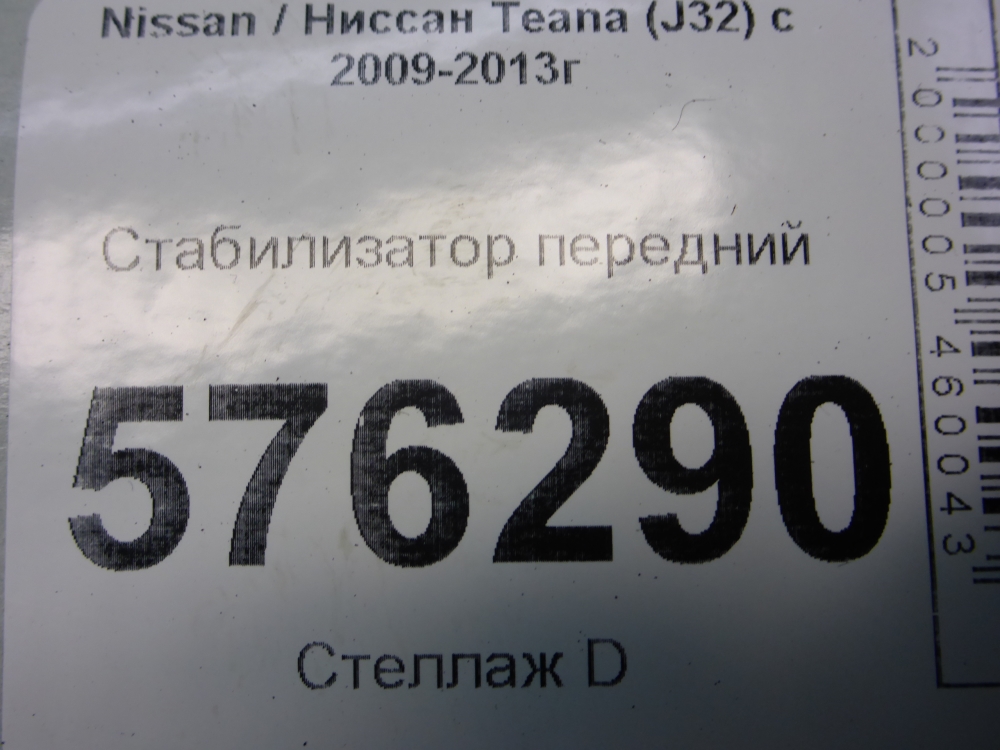 Nissan / Ниссан Teana (J32) с
2009-2013г
Стабилизатор передний
576290
Стеллаж D
2000005460043